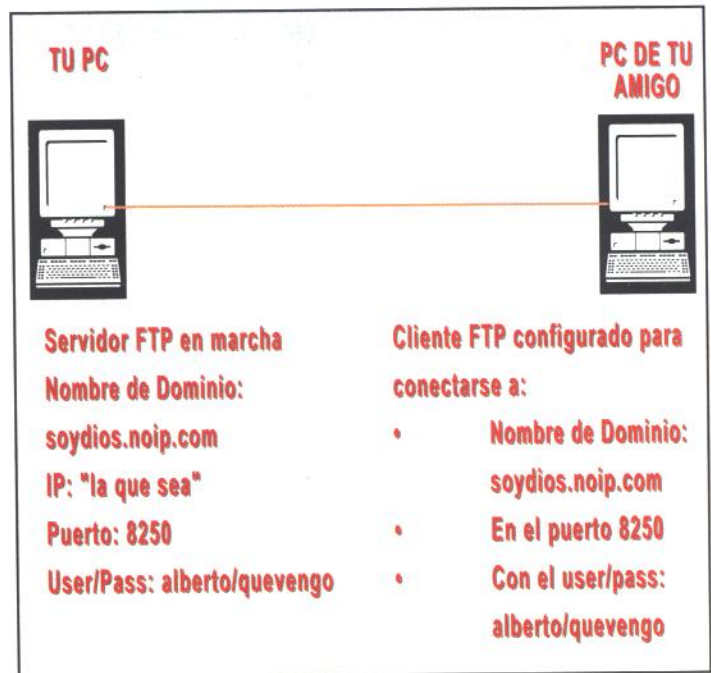 TU PC
PC DE TU
AMIGO
Servidor FTP en marcha
Nombre de Dominio:
soydios.noip.com
IP: "la que sea"
Puerto: 8250
User/Pass: alberto/quevengo
Cliente FTP configurado para
conectarse a:
• Nombre de Dominio:
soydios.noip.com
• En el puerto 8250
• Con el user/pass:
alberto/quevengo